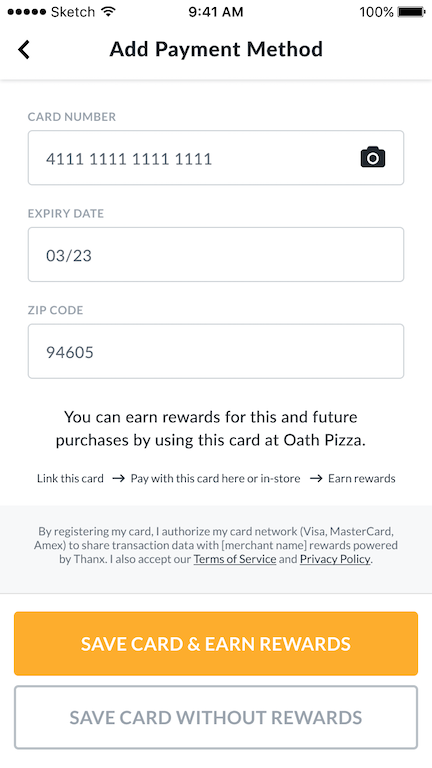 Sketch 9:41 AM 100%
Add Payment Method
CARD NUMBER
4111 1111 1111 1111
EXPIRY DATE
03/23
ZIP CODE
94605
You can earn rewards for this and future
purchases by using this card at Oath Pizza.
Link this card → Pay with this card here or in-store → Earn rewards
By registering my card, I authorize my card network (Visa, MasterCard,
Amex) to share transaction data with [merchant name] rewards powered
by Thanx. I also accept our Terms of Service and Privacy Policy.
SAVE CARD & EARN REWARDS
SAVE CARD WITHOUT REWARDS